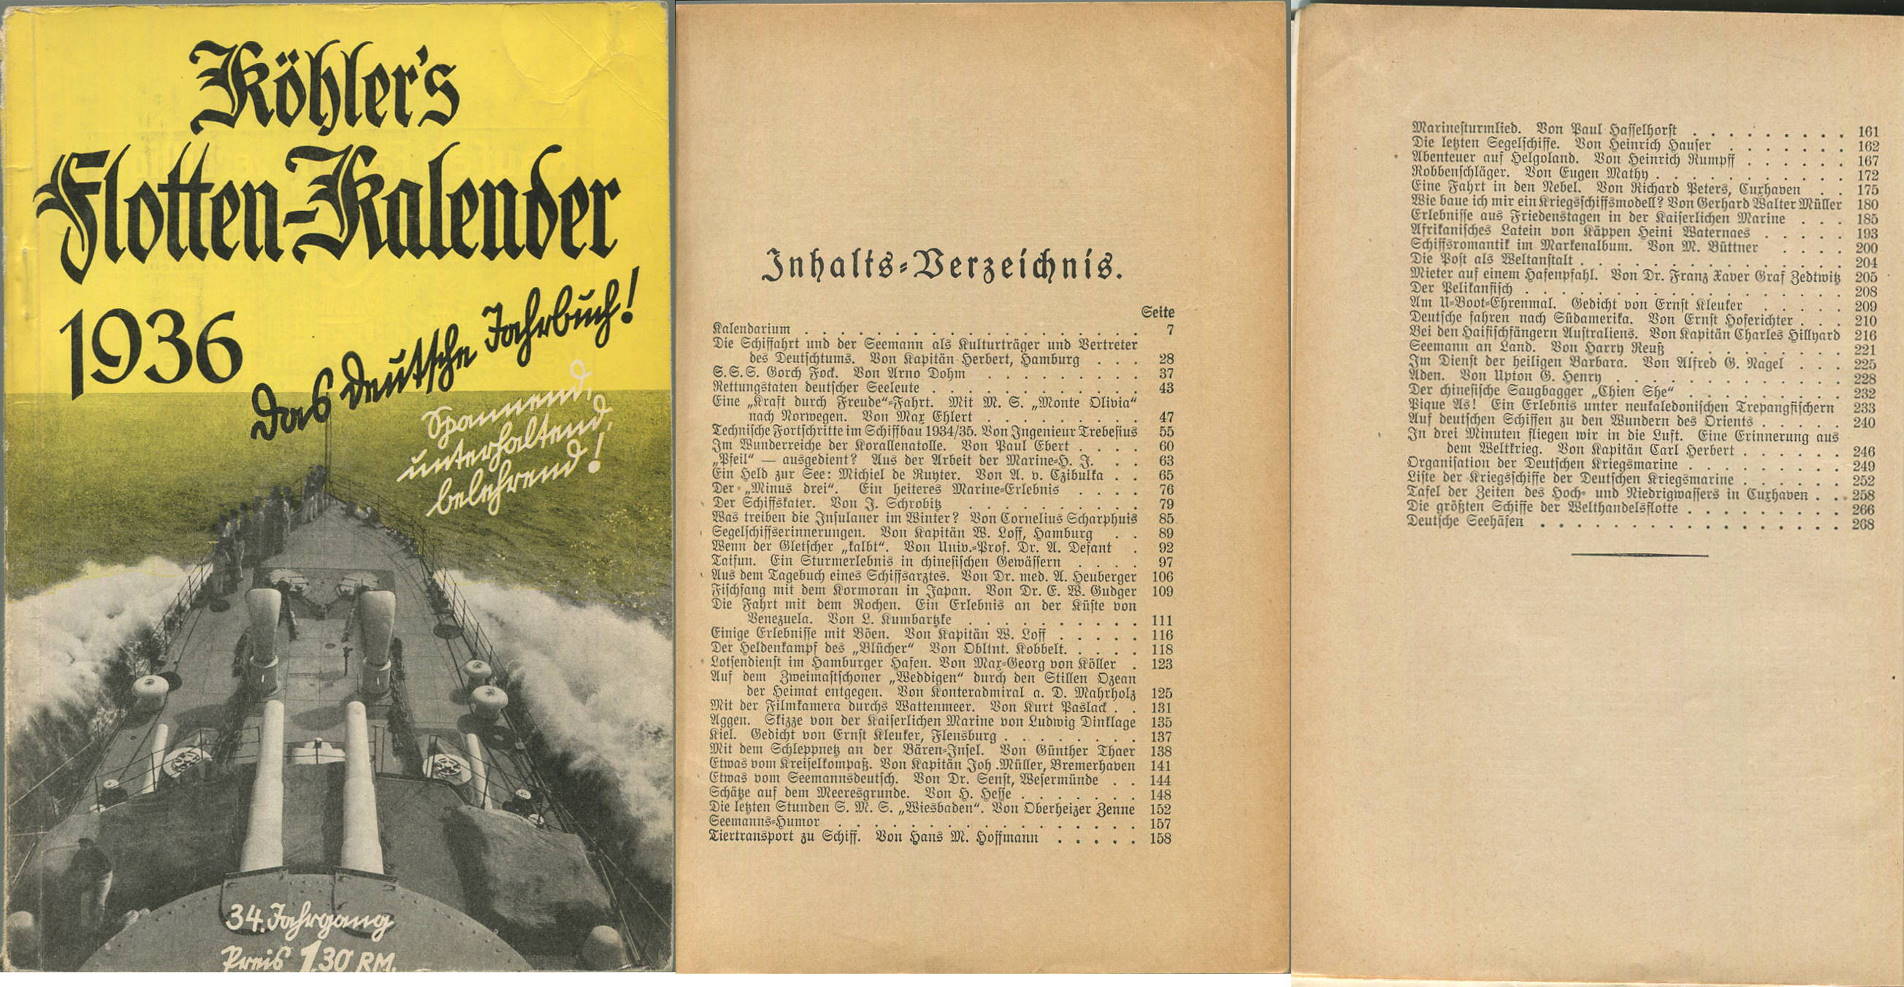 Köhler's
Flotten-Kalender
1936
Das deutsche Jahrbuch!
Spannend,
unterhaltend,
belehrend!
34. Jahrgang
Preis 1.30 RM.
Inhalts-Verzeichnis.
Seite
Kalendarium . . . 7
Die Schiffahrt und der Seemann als Kulturträger und Vertreter
des Deutschtums. Von Kapitän Herbert, Hamburg . . . 28
S.S.S. Gorch Fock. Von Arno Dohm . . . 37
Rettungstaten deutscher Seeleute . . . 43
Eine „Kraft durch Freude“-Fahrt. Mit M. S. „Monte Olivia“
nach Norwegen. Von Max Ehlert . . . 47
Technische Fortschritte im Schiffbau 1934/35. Von Ingenieur Trebesius 55
Im Wunderreiche der Korallenatolle. Von Paul Ebert . . . 60
„Pfeil“ — ausgedient? Aus der Arbeit der Marine-H. J. . . 63
Ein Held zur See: Michiel de Ruyter. Von A. v. Czibulka . . 65
Der „Minus drei“. Ein heiteres Marine-Erlebnis . . . . 76
Der Schiffskater. Von J. Schrobitz . . . 79
Was treiben die Insulaner im Winter? Von Cornelius Scharphuis 85
Segelschiffserinnerungen. Von Kapitän W. Loff, Hamburg . . 89
Wenn der Gletscher „kalbt“. Von Univ.-Prof. Dr. A. Defant . 92
Taifun. Ein Sturmerlebnis in chinesischen Gewässern . . . . 97
Aus dem Tagebuch eines Schiffsarztes. Von Dr. med. A. Heuberger 106
Fischfang mit dem Kormoran in Japan. Von Dr. E. W. Gudger 109
Die Fahrt mit dem Rochen. Ein Erlebnis an der Küste von
Venezuela. Von L. Kumbartzke . . . 111
Einige Erlebnisse mit Böen. Von Kapitän W. Loff . . . 116
Der Heldenkampf des „Blücher“ Von Obltnt. Kobbelt. . . . 118
Lotsendienst im Hamburger Hafen. Von Max-Georg von Köller . 123
Auf dem Zweimastschoner „Weddigen“ durch den Stillen Ozean
der Heimat entgegen. Von Konteradmiral a. D. Mahrholz 125
Mit der Filmkamera durchs Wattenmeer. Von Kurt Paslack . . 131
Aggen. Skizze von der Kaiserlichen Marine von Ludwig Dinklage 135
Kiel. Gedicht von Ernst Kleuker, Flensburg . . . 137
Mit dem Schleppnetz an der Bären-Insel. Von Günther Thaer 138
Etwas vom Kreiselkompaß. Von Kapitän Joh .Müller, Bremerhaven 141
Etwas vom Seemannsdeutsch. Von Dr. Senst, Wesermünde . . 144
Schätze auf dem Meeresgrunde. Von H. Hesse . . . 148
Die letzten Stunden S. M. S. „Wiesbaden“. Von Oberheizer Zenne 152
Seemanns-Humor . . . 157
Tiertransport zu Schiff. Von Hans M. Hoffmann . . . 158
Marinesturmlied. Von Paul Hasselhorst . . . 161
Die letzten Segelschiffe. Von Heinrich Hauser . . . 162
Abenteuer auf Helgoland. Von Heinrich Rumpff . . . 167
Robbenschläger. Von Eugen Mathy . . . 172
Eine Fahrt in den Nebel. Von Richard Peters, Cuxhaven . . 175
Wie baue ich mir ein Kriegsschiffsmodell? Von Gerhard Walter Müller 180
Erlebnisse aus Friedenstagen in der Kaiserlichen Marine . . . 185
Afrikanisches Latein von Käppen Heini Waternaes . . . 193
Schiffsromantik im Markenalbum. Von M. Büttner . . . 200
Die Post als Weltanstalt . . . 204
Mieter auf einem Hafenpfahl. Von Dr. Franz Xaver Graf Zedtwitz 205
Der Pelikanfisch . . . 208
Am U-Boot-Ehrenmal. Gedicht von Ernst Kleuker . . . 209
Deutsche fahren nach Südamerika. Von Ernst Hoferichter . . . 210
Bei den Haifischfängern Australiens. Von Kapitän Charles Hillyard 216
Seemann an Land. Von Harry Reuß . . . 221
Im Dienst der heiligen Barbara. Von Alfred G. Nagel . . . 225
Aden. Von Upton G. Henry . . . 228
Der chinesische Saugbagger „Chien She“ . . . 232
Pique As! Ein Erlebnis unter neukaledonischen Trepangfischern 233
Auf deutschen Schiffen zu den Wundern des Orients . . . 240
In drei Minuten fliegen wir in die Luft. Eine Erinnerung aus
dem Weltkrieg. Von Kapitän Carl Herbert . . . 246
Organisation der Deutschen Kriegsmarine . . . 249
Liste der Kriegsschiffe der Deutschen Kriegsmarine . . . 252
Tafel der Zeiten des Hoch- und Niedrigwassers in Cuxhaven . . 258
Die größten Schiffe der Welthandelsflotte . . . 266
Deutsche Seehäfen . . . 268